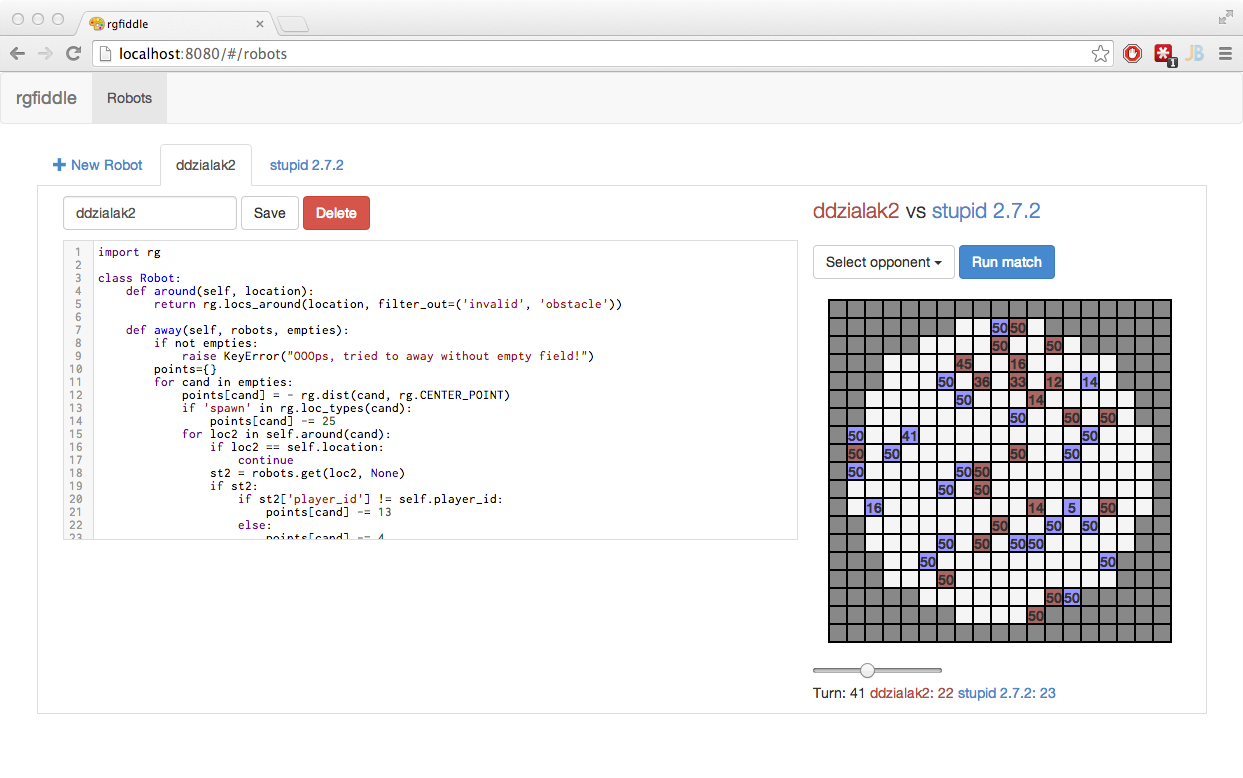 rgfiddle
localhost:8080/#/robots
JB
1
rgfiddle Robots
New Robot ddzialak2 stupid 2.7.2
ddzialak2 Save Delete
1 import rg
2
3 class Robot:
4 def around(self, location):
5 return rg.locs_around(location, filter_out=('invalid', 'obstacle'))
6
7 def away(self, robots, empties):
8 if not empties:
9 raise KeyError("OOOps, tried to away without empty field!")
10 points={}
11 for cand in empties:
12 points[cand] = - rg.dist(cand, rg.CENTER_POINT)
13 if 'spawn' in rg.loc_types(cand):
14 points[cand] -= 25
15 for loc2 in self.around(cand):
16 if loc2 == self.location:
17 continue
18 st2 = robots.get(loc2, None)
19 if st2:
20 if st2['player_id'] != self.player_id:
21 points[cand] -= 13
22 else:
23 points[cand] -= 4
ddzialak2 vs stupid 2.7.2
Select opponent Run match
50 50
50 50
45 16
50 36 33 12 14
50 14
50 50 50
50 41 50
50 50 50 50
50 50 50
50 50
16 14 5 50
50 50 50
50 50 50 50
50 50
50
50 50
50
Turn: 41 ddzialak2: 22 stupid 2.7.2: 23